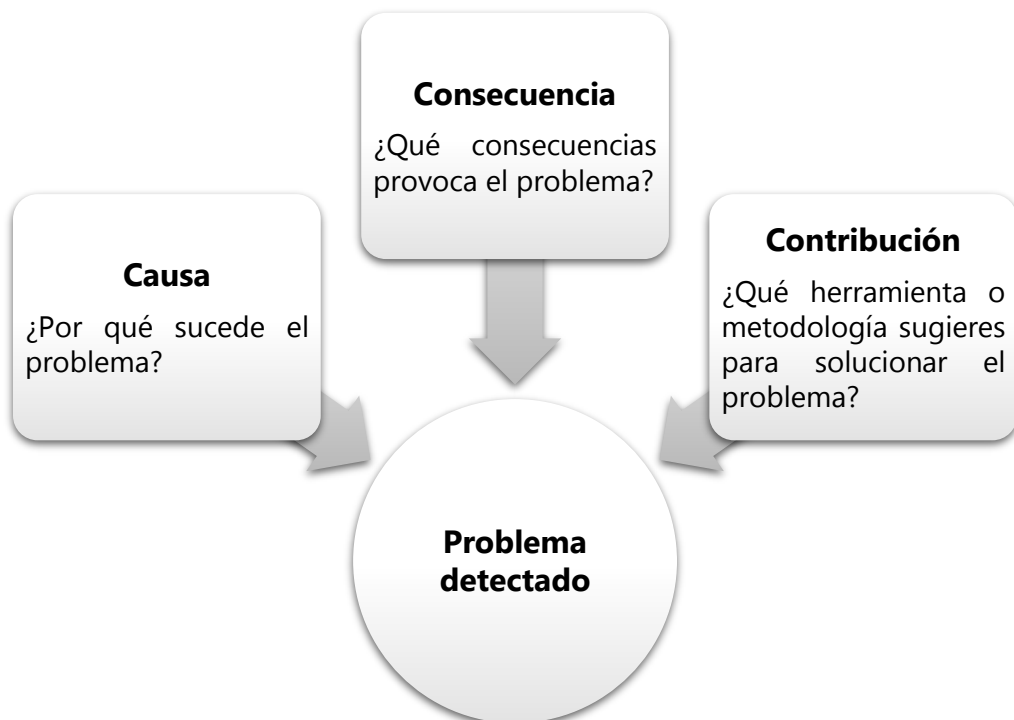 Consecuencia
¿Qué consecuencias
provoca el problema?
Causa
¿Por qué sucede el
problema?
Contribución
¿Qué herramienta o
metodología sugieres
para solucionar el
problema?
Problema
detectado